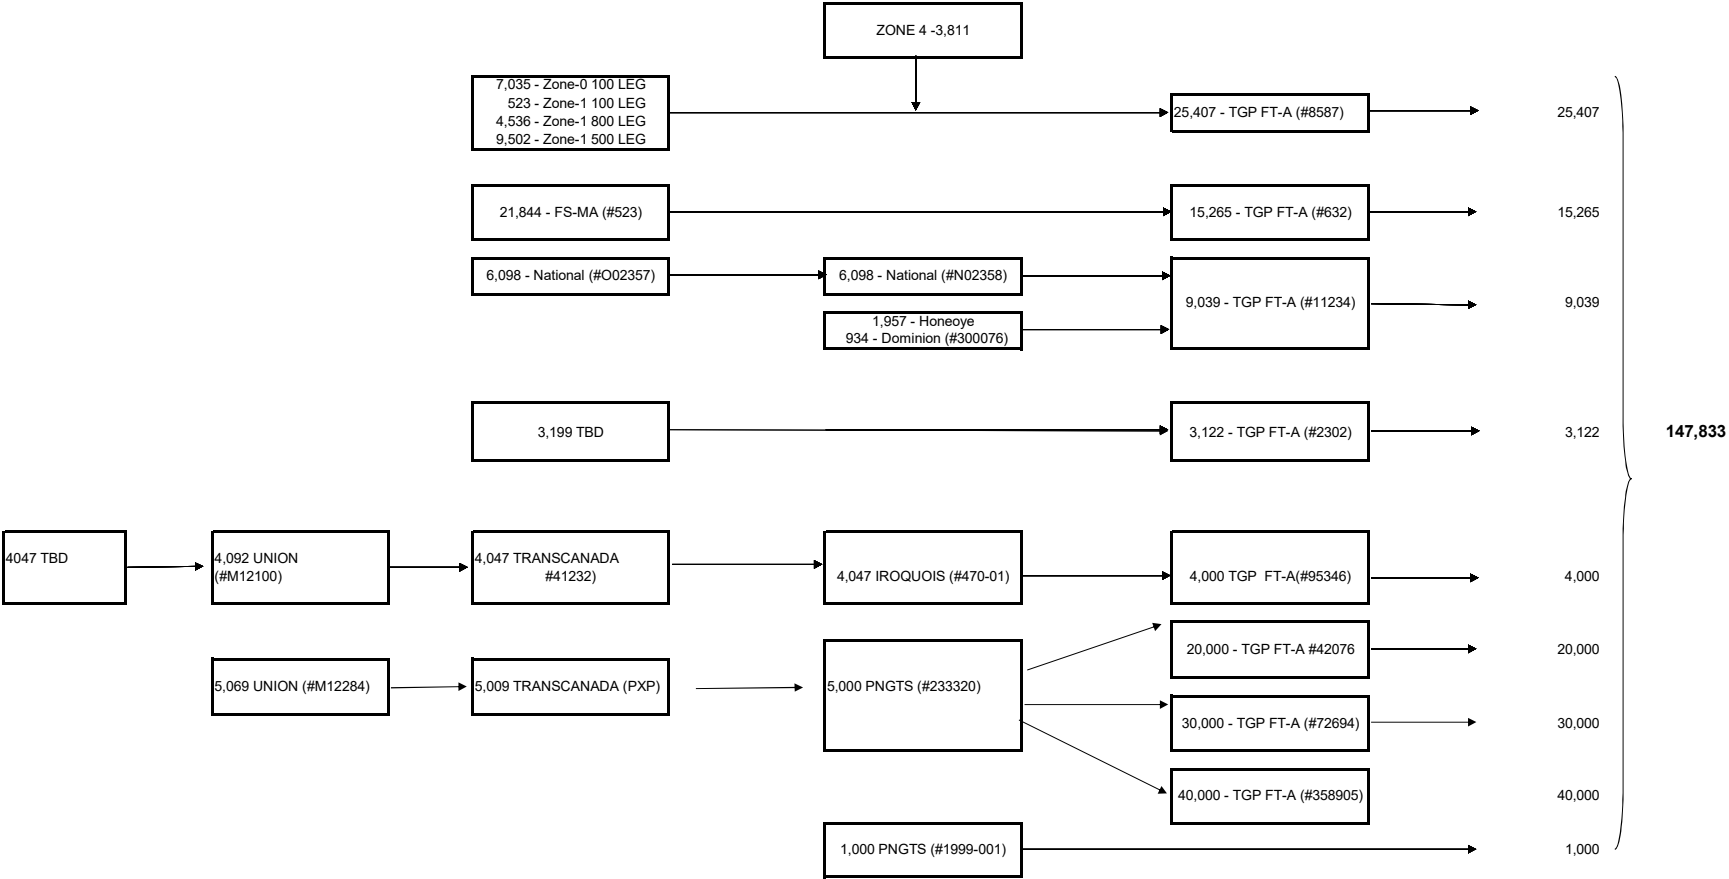 ZONE 4 -3,811
7,035 - Zone-0 100 LEG
523 - Zone-1 100 LEG
4,536 - Zone-1 800 LEG
9,502 - Zone-1 500 LEG
25,407 - TGP FT-A (#8587)
25,407
21,844 - FS-MA (#523)
15,265 - TGP FT-A (#632)
15,265
6,098 - National (#O02357)
6,098 - National (#N02358)
1,957 - Honeoye
934 - Dominion (#300076)
9,039 - TGP FT-A (#11234)
9,039
3,199 TBD
3,122 - TGP FT-A (#2302)
3,122
147,833
4047 TBD
4,092 UNION
(#M12100)
4,047 TRANSCANADA
#41232)
4,047 IROQUOIS (#470-01)
4,000 TGP  FT-A(#95346)
4,000
5,069 UNION (#M12284)
5,009 TRANSCANADA (PXP)
5,000 PNGTS (#233320)
20,000 - TGP FT-A #42076
20,000
30,000 - TGP FT-A (#72694)
30,000
40,000 - TGP FT-A (#358905)
40,000
1,000 PNGTS (#1999-001)
1,000